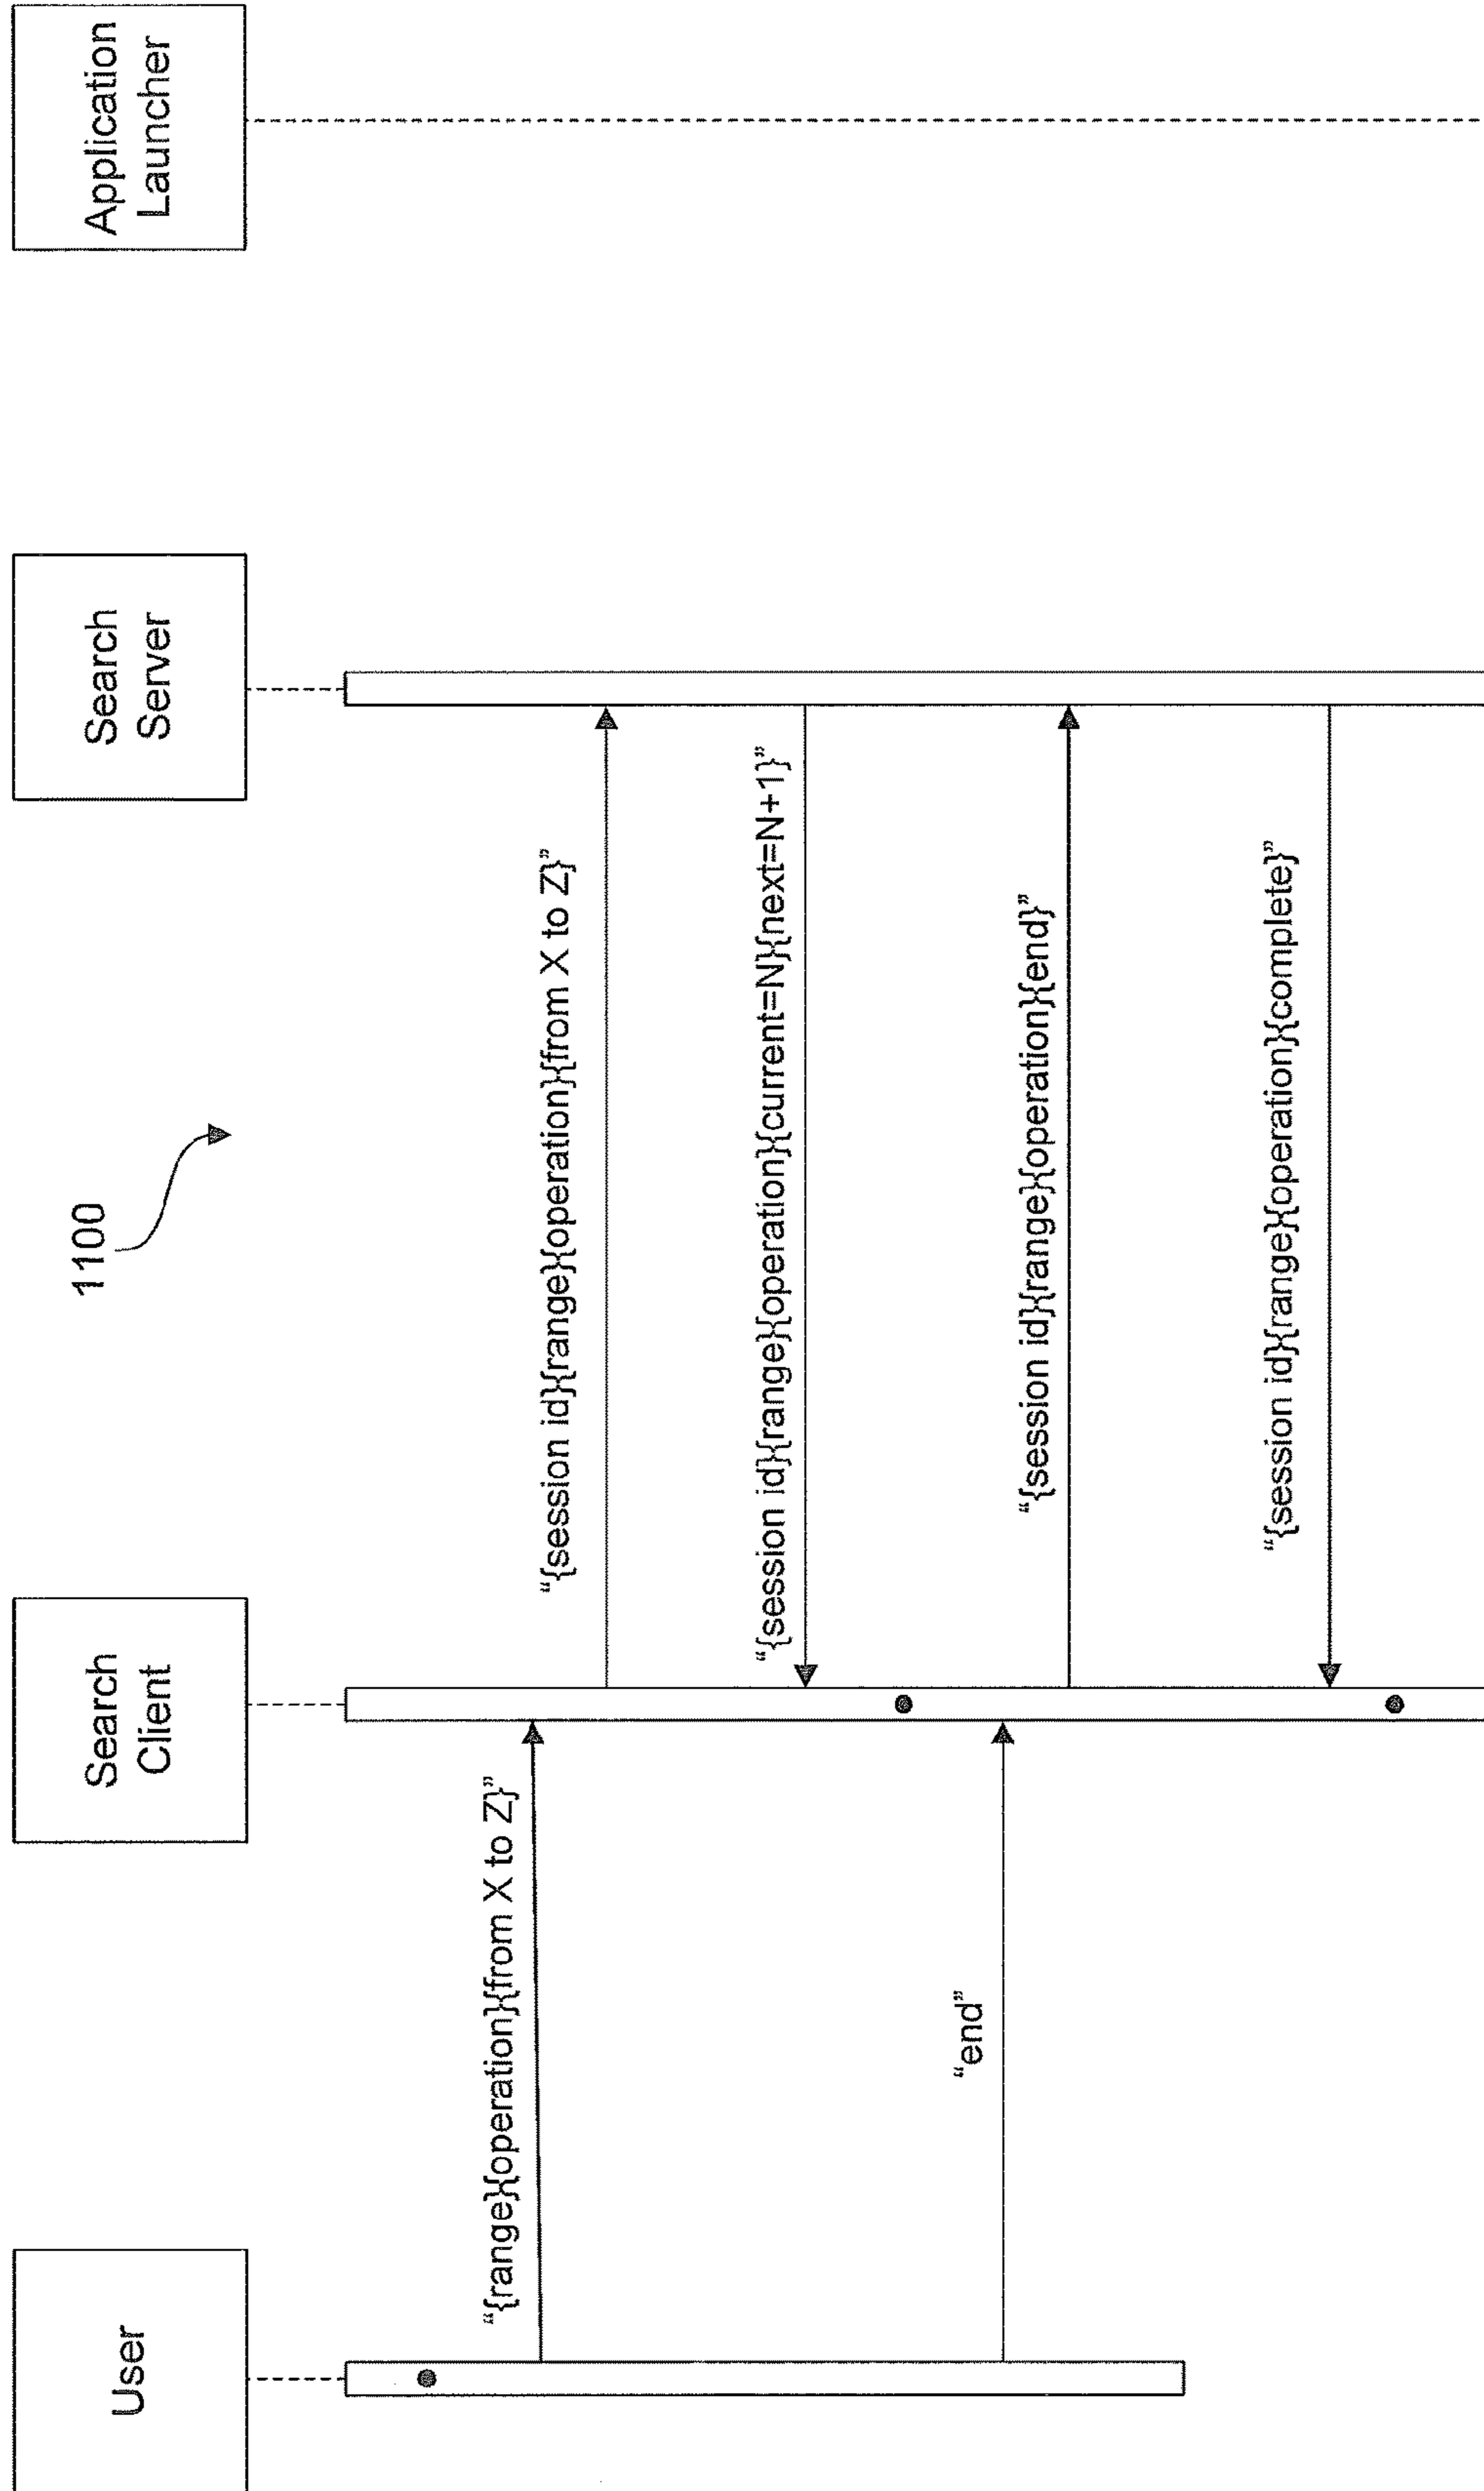 1100
User
Search
Client
Search
Server
Application
Launcher
“{range}{operation}{from X to Z}”
“{session id}{range}{operation}{from X to Z}”
“{session id}{range}{operation}{current=N}{next=N+1}”
“end”
“{session id}{range}{operation}{end}”
“{session id}{range}{operation}{complete}”